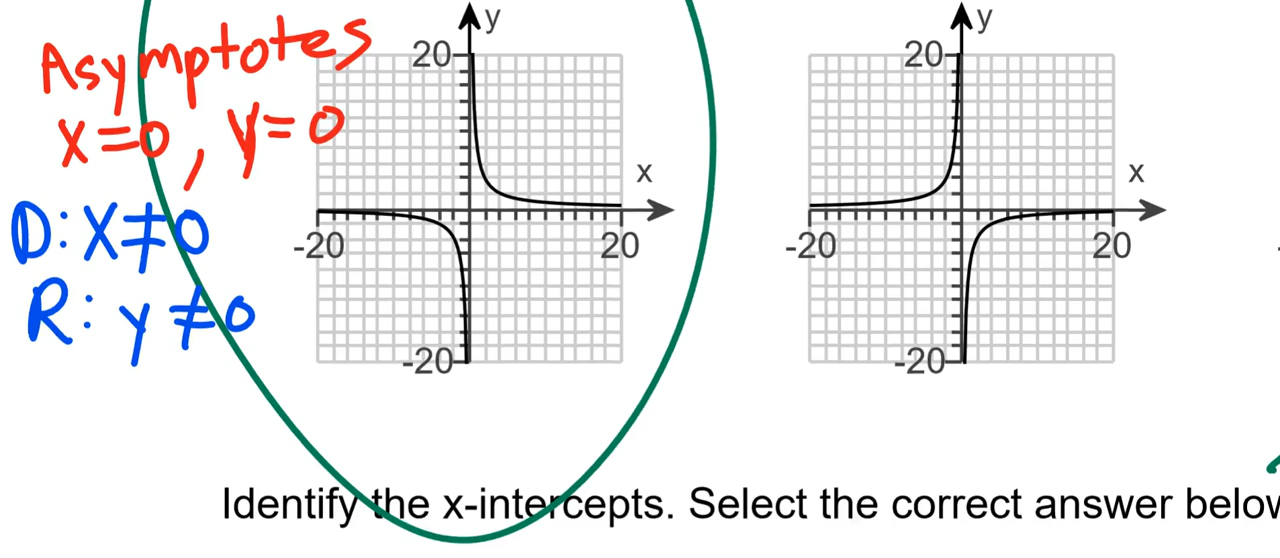 Asymptotes
x=0, y=0
D: x≠0
R: y≠0
y
20
x
-20
20
-20
y
20
x
-20
20
-20
Identify the x-intercepts. Select the correct answer below